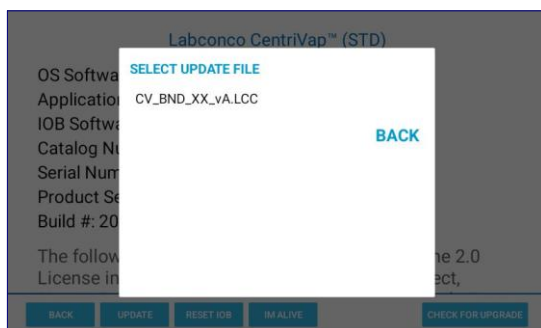 Labconco CentriVap™ (STD)
SELECT UPDATE FILE
OS Softwa
CV_BND_XX_vA.LCC
Applicatio
IOB Softwa
BACK
Catalog Nu
Serial Num
Product Se
Build #: 20
The follow ne 2.0
License in ect,
BACK UPDATE RESET IOB IM ALIVE CHECK FOR UPGRADE